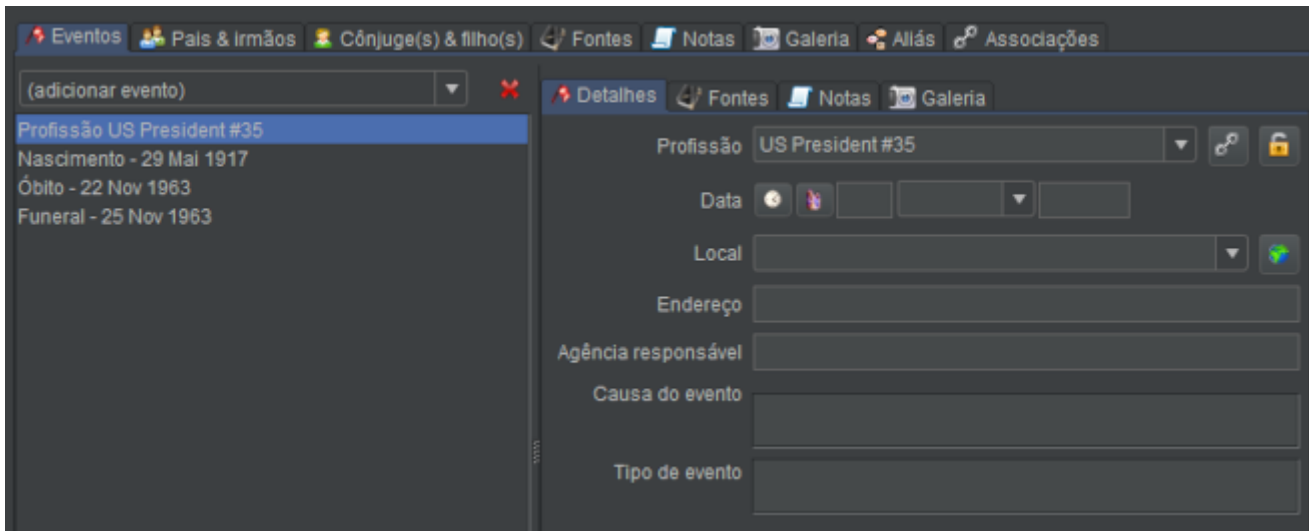 Eventos Pais & irmãos Cônjuge(s) & filho(s) Fontes Notas Galeria Aliás Associações
(adicionar evento)
Profissão US President #35
Nascimento - 29 Mai 1917
Óbito - 22 Nov 1963
Funeral - 25 Nov 1963
Detalhes Fontes Notas Galeria
Profissão US President #35
Data
Local
Endereço
Agência responsável
Causa do evento
Tipo de evento